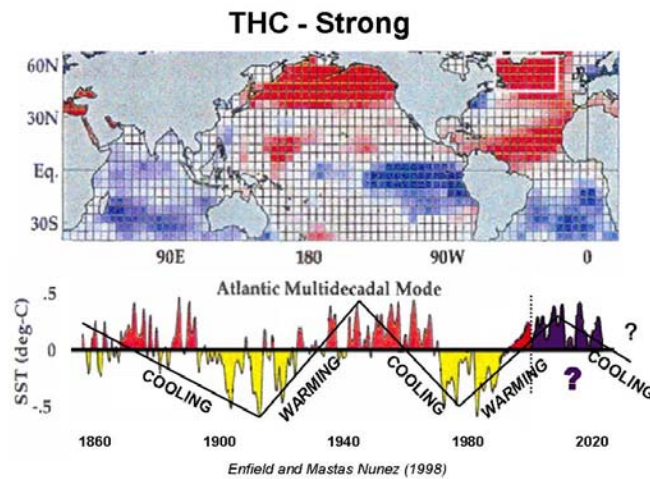 THC - Strong
60N
30N
Eq.
30S
90E 180 90W 0
Atlantic Multidecadal Mode
SST (deg-C)
.5
0
-.5
COOLING
WARMING
COOLING
WARMING
COOLING
?
?
1860 1900 1940 1980 2020
Enfield and Mastas Nunez (1998)